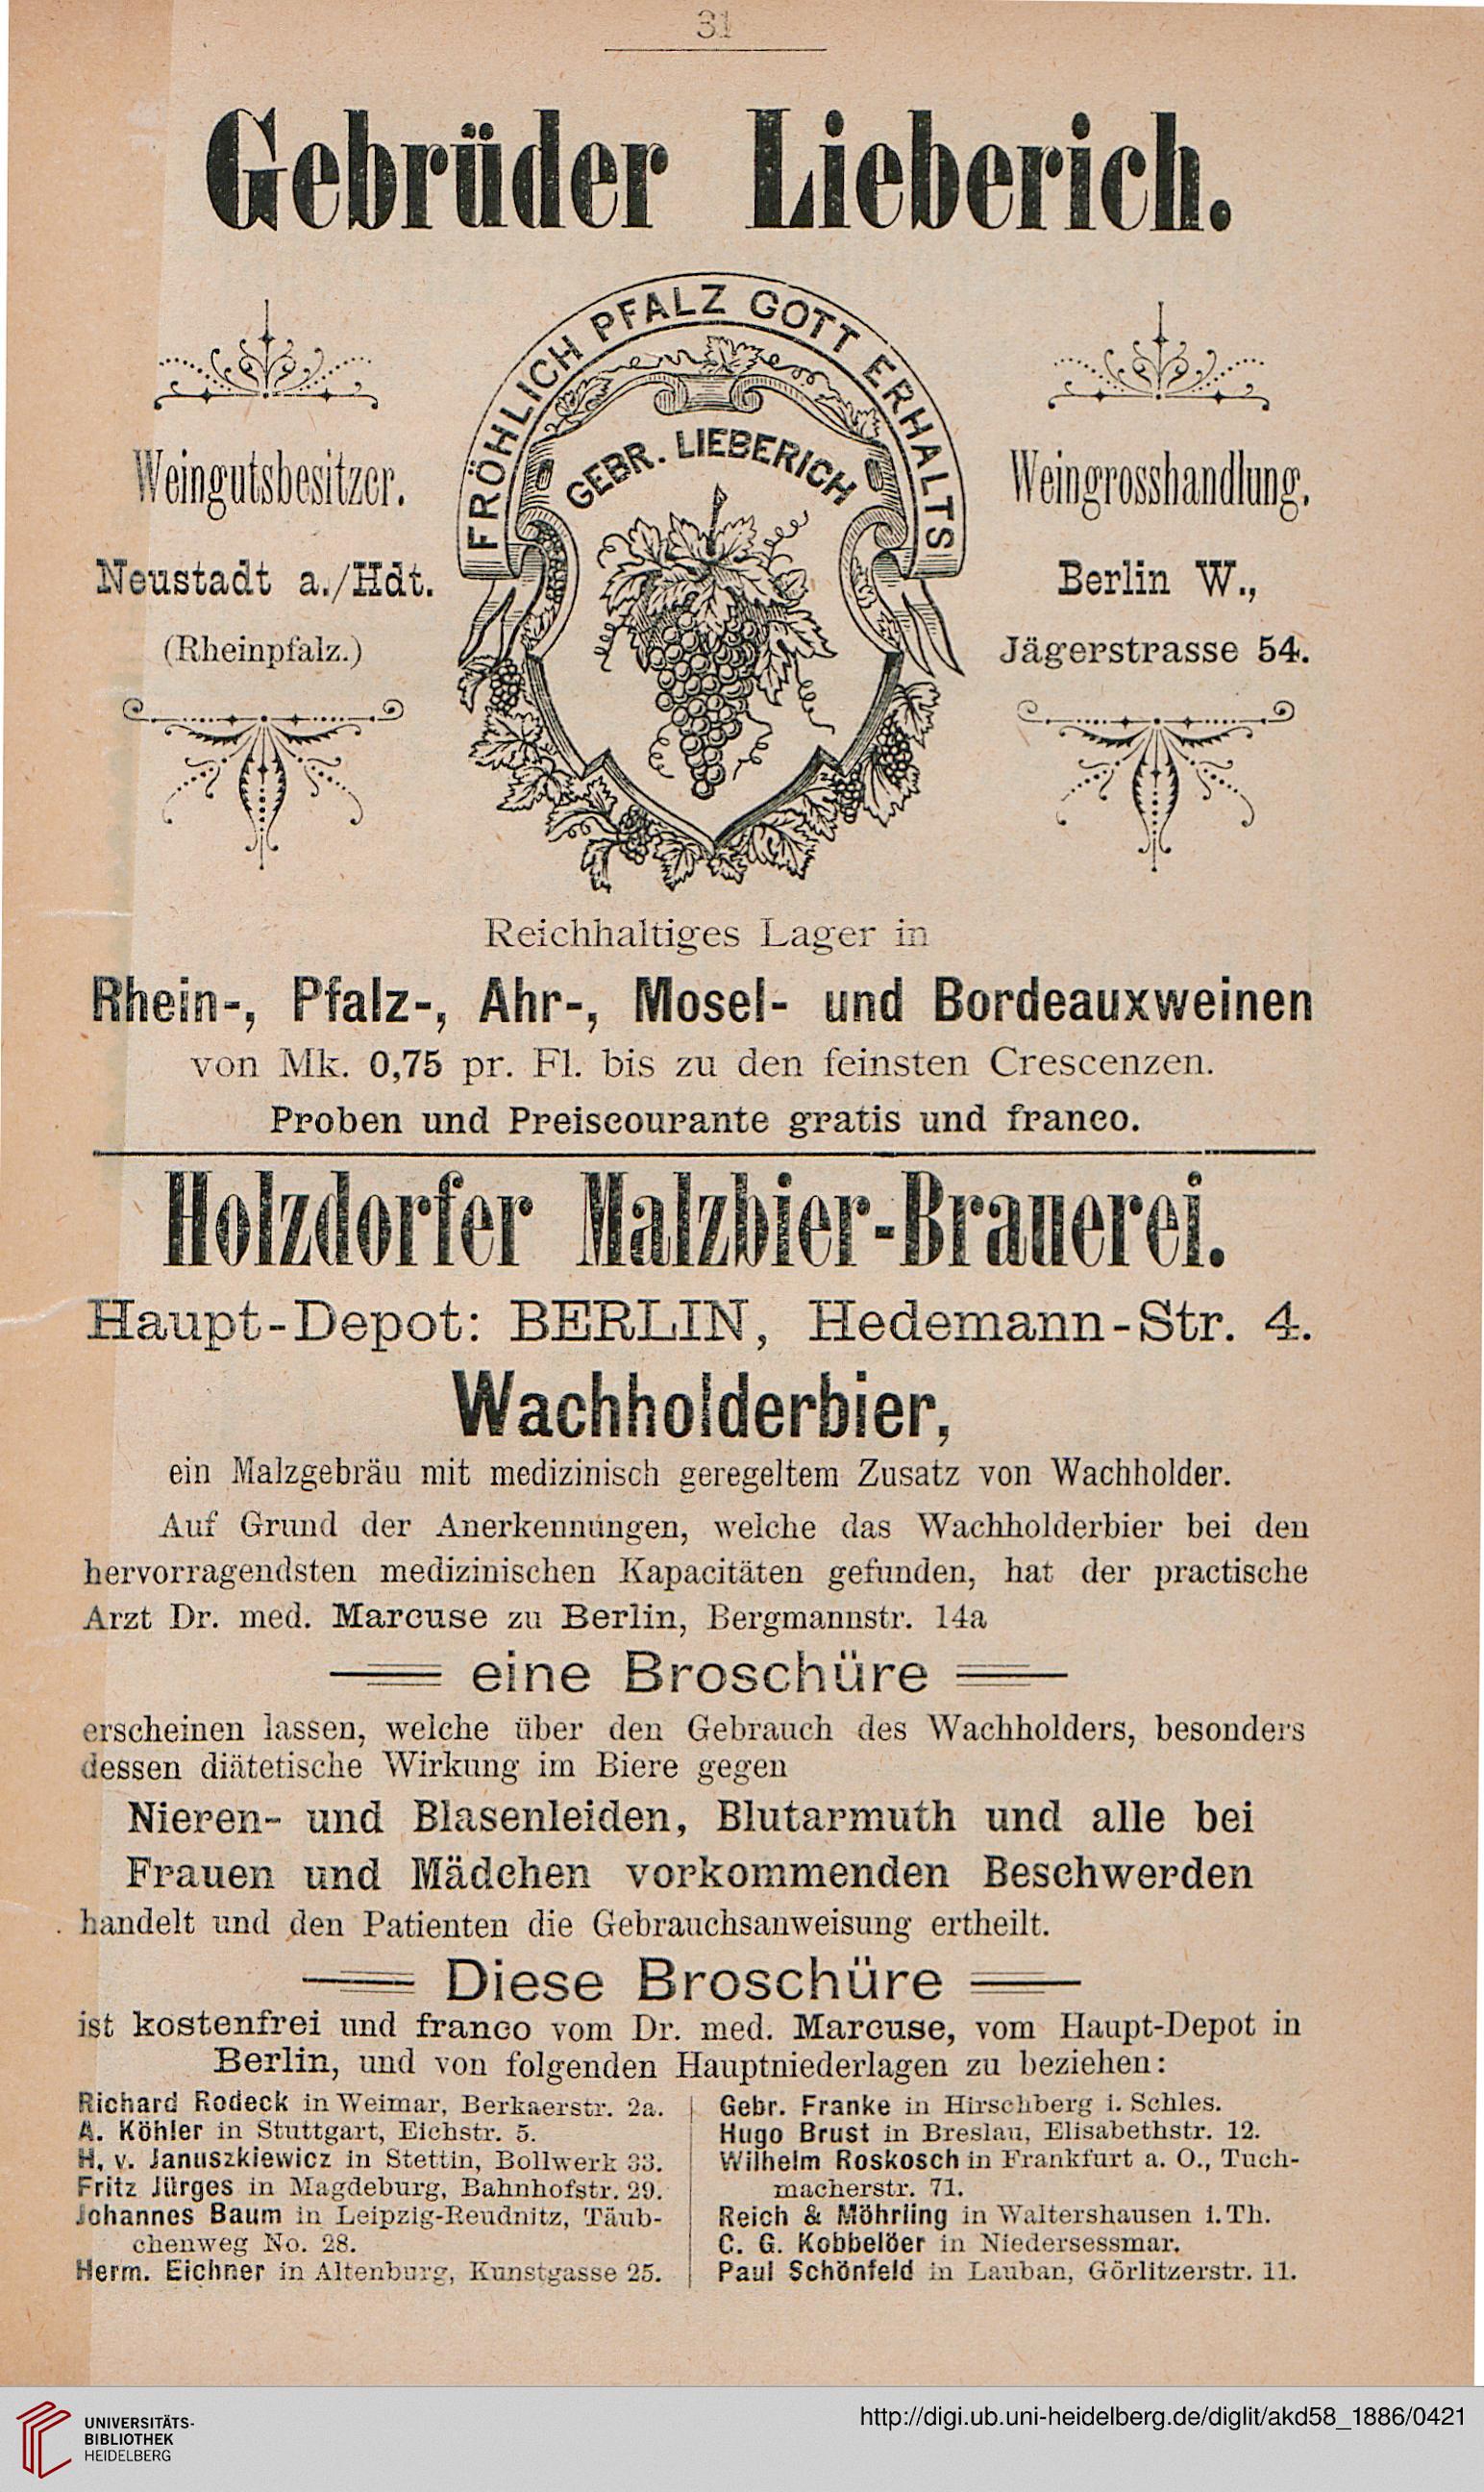 31
Gebrüder Lieberich.
FRÖHLICH PFALZ GOTT ERHALTS
GEBR. LIEBERICH
Weingutsbesitzer.
Neustadt a./Hdt.
(Rheinpfalz.)
Weingrosshandlung.
Berlin W.,
Jägerstrasse 54.
Reichhaltiges Lager in
Rhein-, Pfalz-, Ahr-, Mosel- und Bordeauxweinen
von Mk. 0,75 pr. Fl. bis zu den feinsten Crescenzen.
Proben und Preiscourante gratis und franco.
Holzdorfer Malzbier-Brauerei.
Haupt-Depot: BERLIN, Hedemann-Str. 4.
Wachholderbier,
ein Malzgebräu mit medizinisch geregeltem Zusatz von Wachholder.
Auf Grund der Anerkennungen, welche das Wachholderbier bei den
hervorragendsten medizinischen Kapacitäten gefunden, hat der practische
Arzt Dr. med. Marcuse zu Berlin, Bergmannstr. 14a
eine Broschüre
erscheinen lassen, welche über den Gebrauch des Wachholders, besonders
dessen diätetische Wirkung im Biere gegen
Nieren- und Blasenleiden, Blutarmuth und alle bei
Frauen und Mädchen vorkommenden Beschwerden
handelt und den Patienten die Gebrauchsanweisung ertheilt.
Diese Broschüre
ist kostenfrei und franco vom Dr. med. Marcuse, vom Haupt-Depot in
Berlin, und von folgenden Hauptniederlagen zu beziehen:
Richard Rodeck in Weimar, Berkaerstr. 2a.
A. Köhler in Stuttgart, Eichstr. 5.
H. v. Januszkiewicz in Stettin, Bollwerk 33.
Fritz Jürges in Magdeburg, Bahnhofstr. 29.
Johannes Baum in Leipzig-Reudnitz, Täub-
chenweg No. 28.
Herm. Eichner in Altenburg, Kunstgasse 25.
Gebr. Franke in Hirschberg i. Schles.
Hugo Brust in Breslau, Elisabethstr. 12.
Wilhelm Roskosch in Frankfurt a. O., Tuch-
macherstr. 71.
Reich & Möhrling in Waltershausen i. Th.
C. G. Kobbelöer in Niedersessmar.
Paul Schönfeld in Lauban, Görlitzerstr. 11.
UNIVERSITÄTS-
BIBLIOTHEK
HEIDELBERG
http://digi.ub.uni-heidelberg.de/diglit/akd58_1886/0421